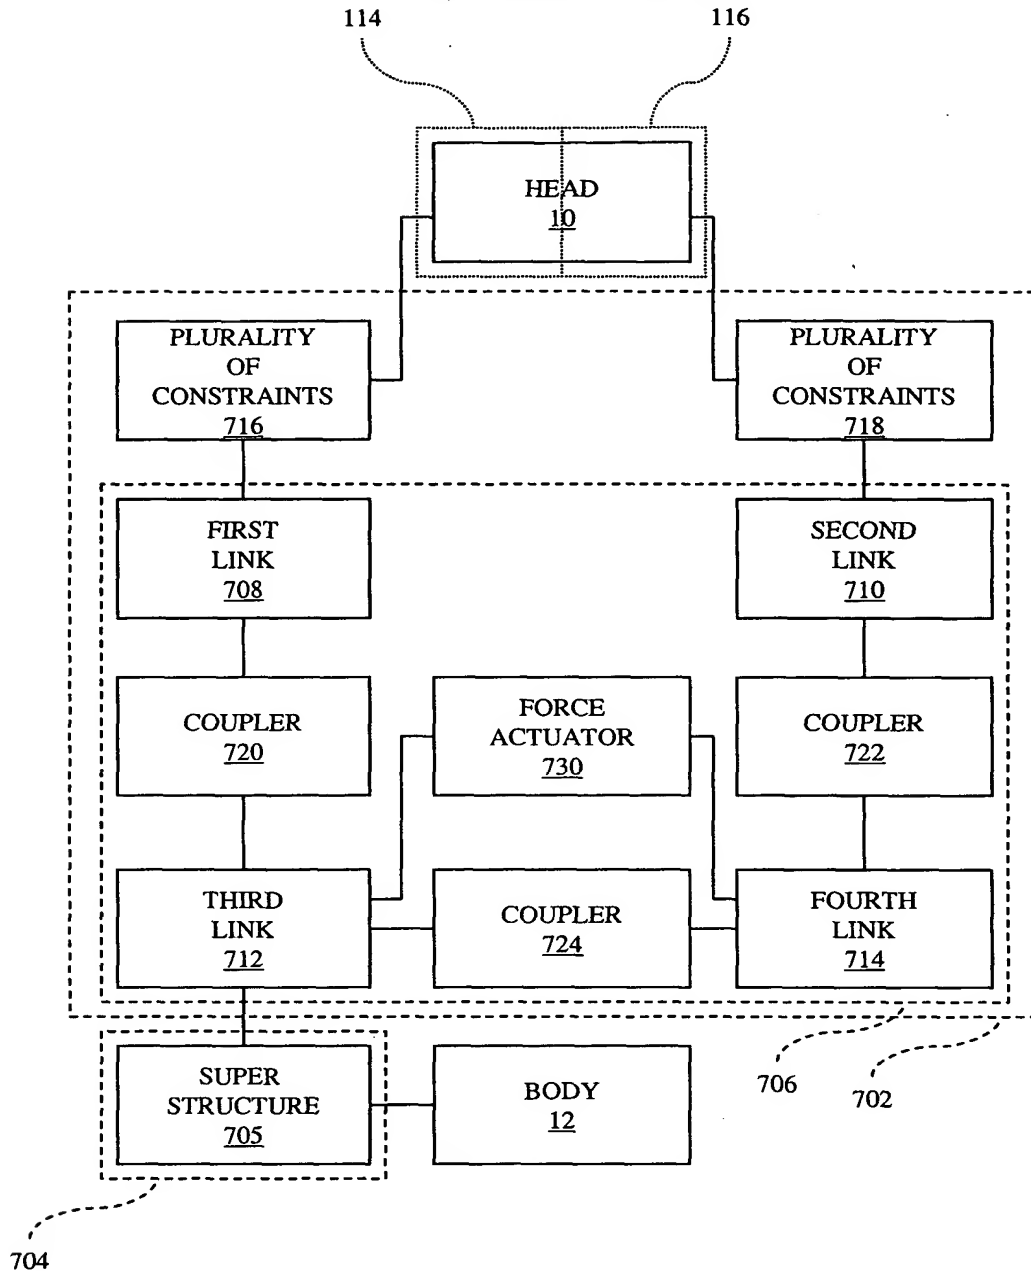 114
116
HEAD
10
PLURALITY
OF
CONSTRAINTS
716
PLURALITY
OF
CONSTRAINTS
718
FIRST
LINK
708
SECOND
LINK
710
COUPLER
720
FORCE
ACTUATOR
730
COUPLER
722
THIRD
LINK
712
COUPLER
724
FOURTH
LINK
714
SUPER
STRUCTURE
705
BODY
12
706
702
704